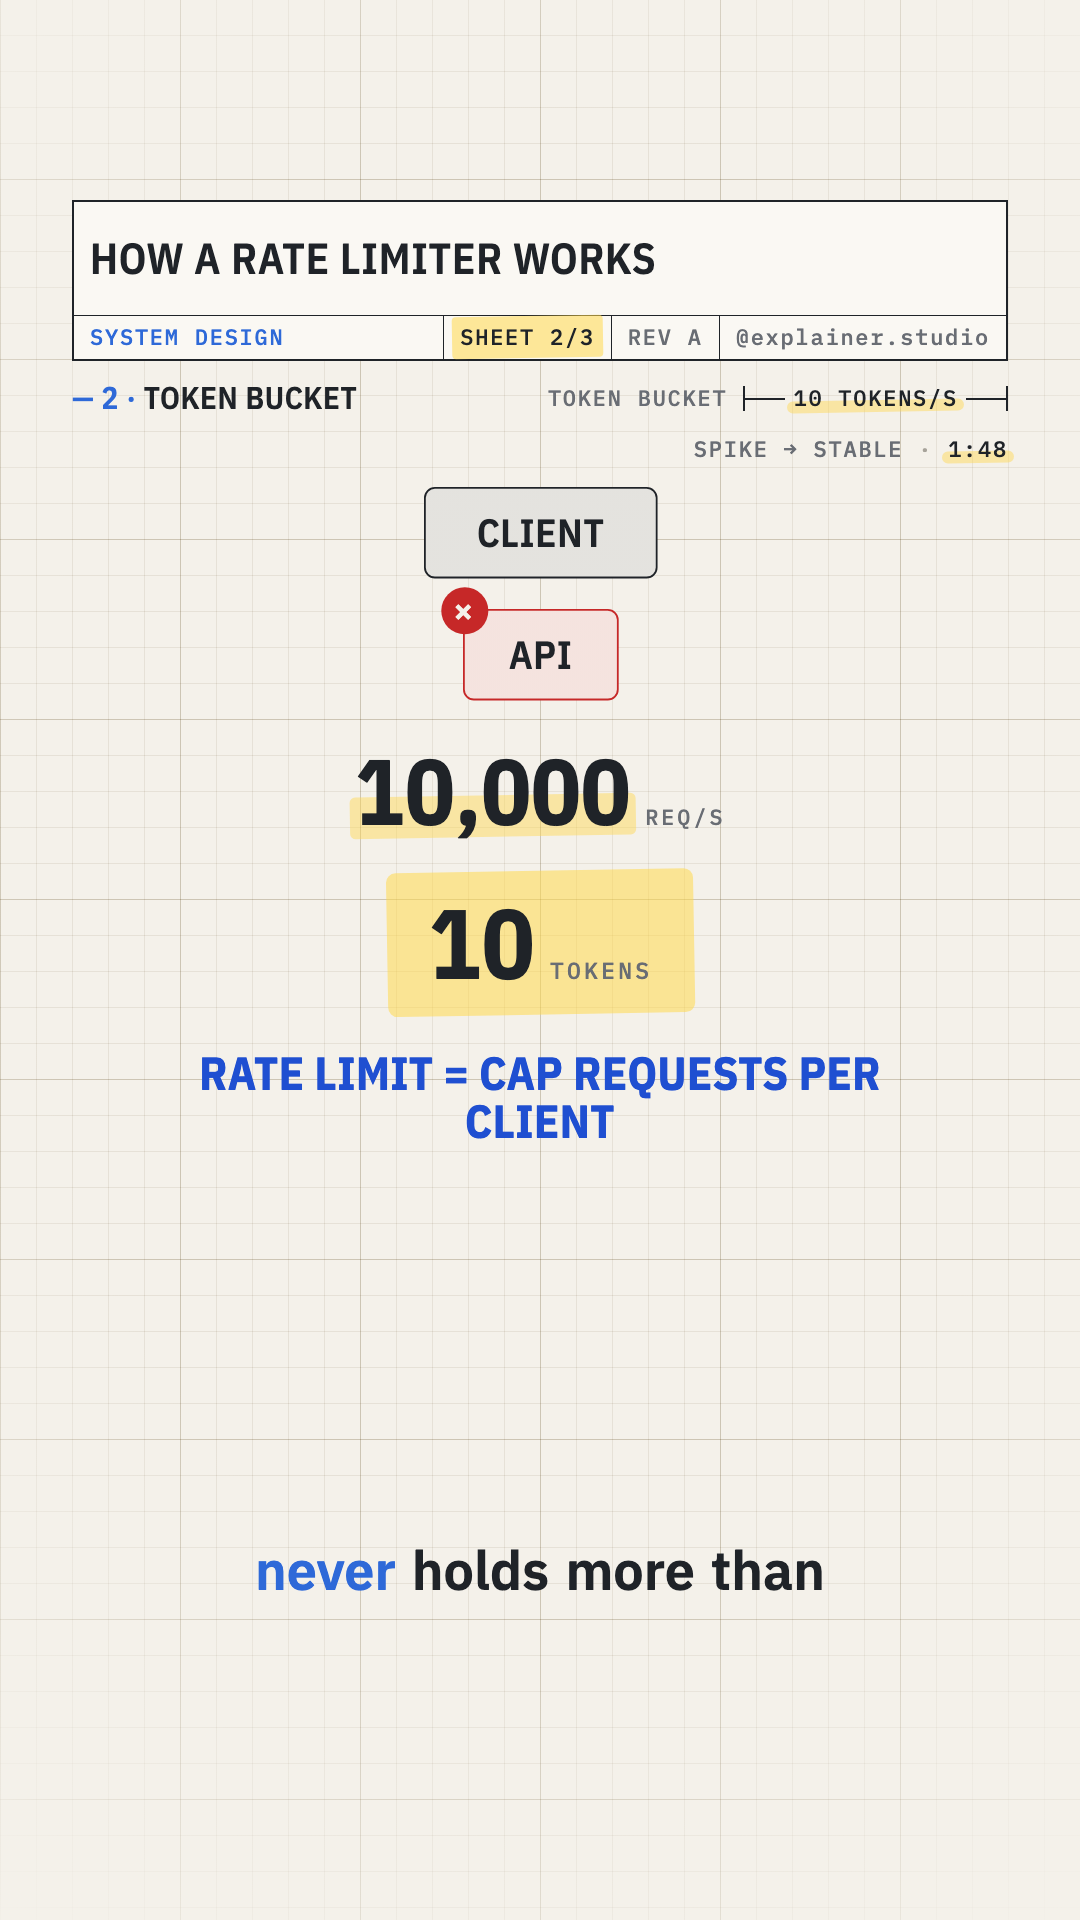 HOW A RATE LIMITER WORKS
SYSTEM DESIGN SHEET 2/3 REV A @explainer.studio
— 2 · TOKEN BUCKET TOKEN BUCKET 10 TOKENS/S
SPIKE → STABLE · 1:48
CLIENT
×
API
10,000 REQ/S
10 TOKENS
RATE LIMIT = CAP REQUESTS PER
CLIENT
never holds more than